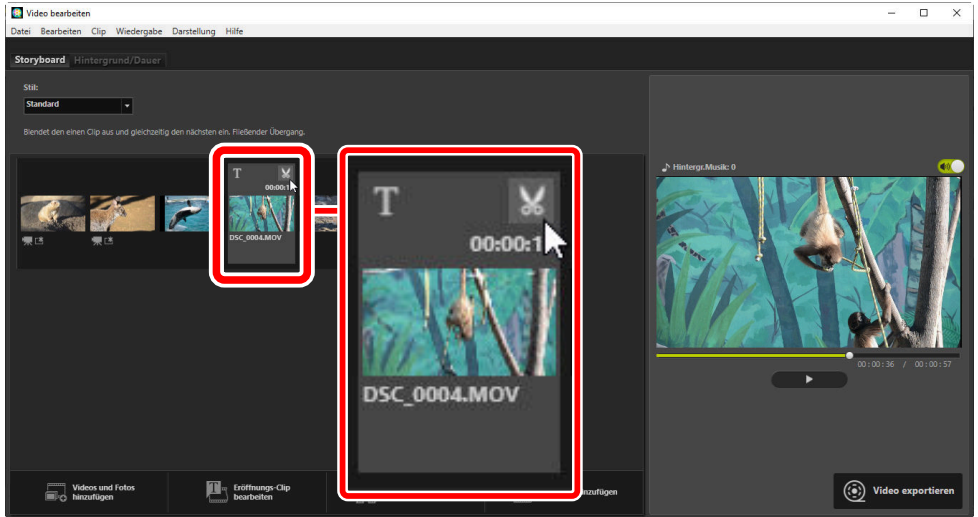 Video bearbeiten
Datei Bearbeiten Clip Wiedergabe Darstellung Hilfe
Storyboard Hintergrund/Dauer
Stil:
Standard
Blendet den einen Clip aus und gleichzeitig den nächsten ein. Fließender Übergang.
T
00:00:1
DSC_0004.MOV
T
00:00:1
DSC_0004.MOV
Hintergr.Musik: 0
00:00:36 / 00:00:57
Videos und Fotos
hinzufügen
T
Eröffnungs-Clip
bearbeiten
Video exportieren